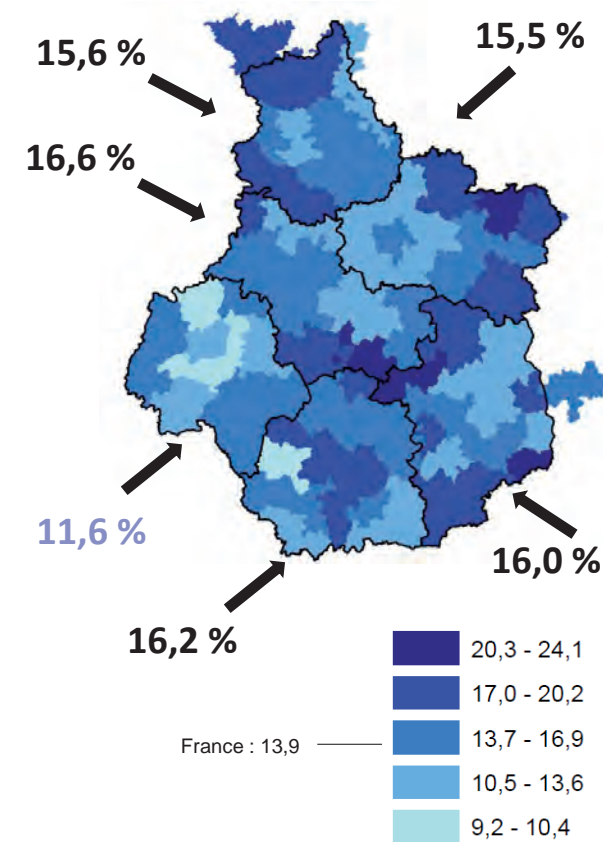 15,6 %
15,5 %
16,6 %
11,6 %
16,0 %
16,2 %
20,3 - 24,1
17,0 - 20,2
France : 13,9
13,7 - 16,9
10,5 - 13,6
9,2 - 10,4